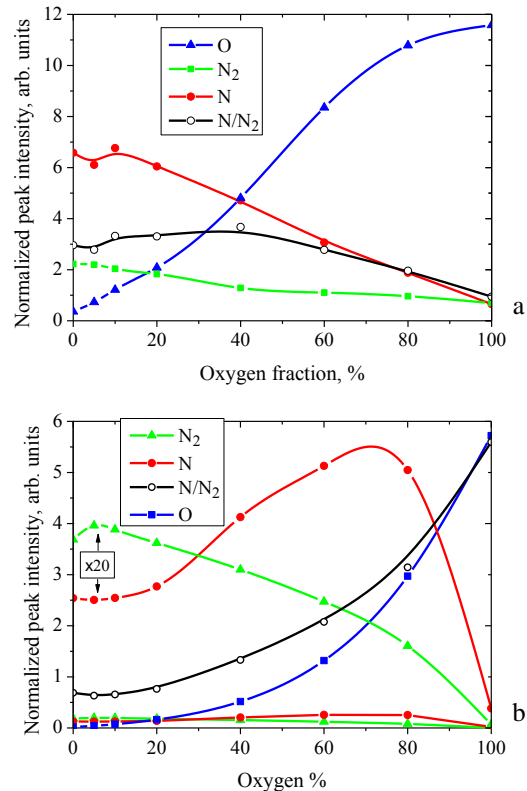 12
10
8
6
4
2
0
Normalized peak intensity, arb. units
O
N₂
N
N/N₂
0 20 40 60 80 100
Oxygen fraction, %
a
6
5
4
3
2
1
0
Normalized peak intensity, arb. units
N₂
N
N/N₂
O
x20
0 20 40 60 80 100
Oxygen %
b